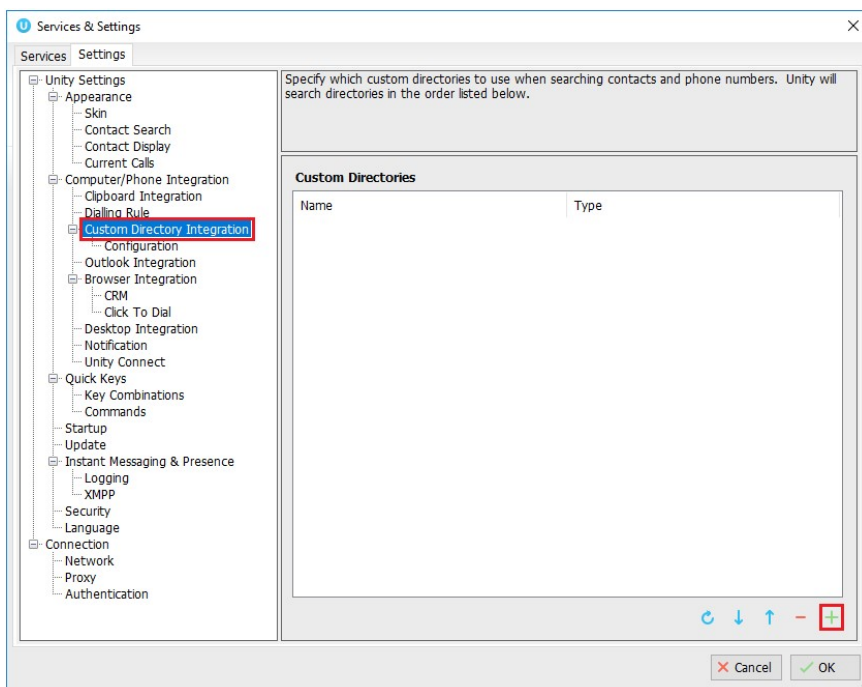 Services & Settings
Services Settings
Unity Settings
Appearance
Skin
Contact Search
Contact Display
Current Calls
Computer/Phone Integration
Clipboard Integration
Dialling Rule
Custom Directory Integration
Configuration
Outlook Integration
Browser Integration
CRM
Click To Dial
Desktop Integration
Notification
Unity Connect
Quick Keys
Key Combinations
Commands
Startup
Update
Instant Messaging & Presence
Logging
XMPP
Security
Language
Connection
Network
Proxy
Authentication
Specify which custom directories to use when searching contacts and phone numbers. Unity will
search directories in the order listed below.
Custom Directories
Name Type
Cancel OK